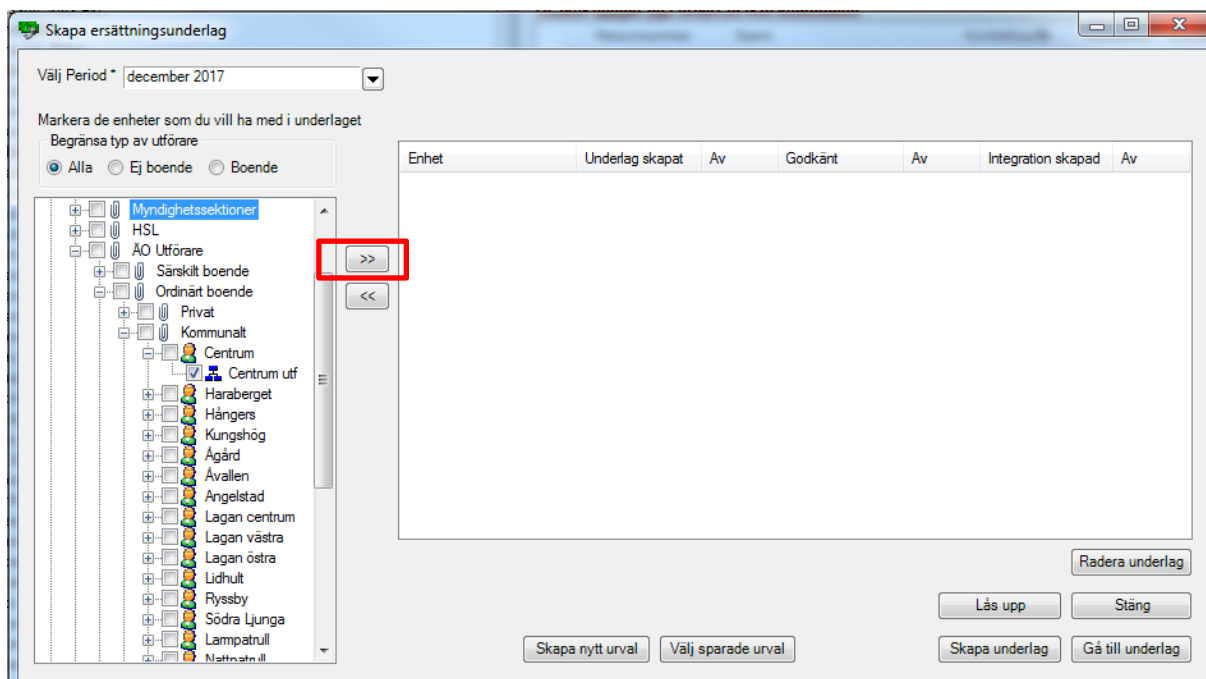 Skapa ersättningsunderlag
Välj Period * december 2017
Markera de enheter som du vill ha med i underlaget
Begränsa typ av utförare
Alla Ej boende Boende
Enhet Underlag skapat Av Godkänt Av Integration skapad Av
Myndighetssektioner
HSL
ÄO Utförare
Särskilt boende
Ordinärt boende
Privat
Kommunalt
Centrum
Centrum utf
Haraberget
Hångers
Kungshög
Ågård
Åvallen
Angelstad
Lagan centrum
Lagan västra
Lagan östra
Lidhult
Ryssby
Södra Ljunga
Larmpatrull
Nattpatrull
>>
<<
Radera underlag
Lås upp Stäng
Skapa nytt urval Välj sparade urval Skapa underlag Gå till underlag